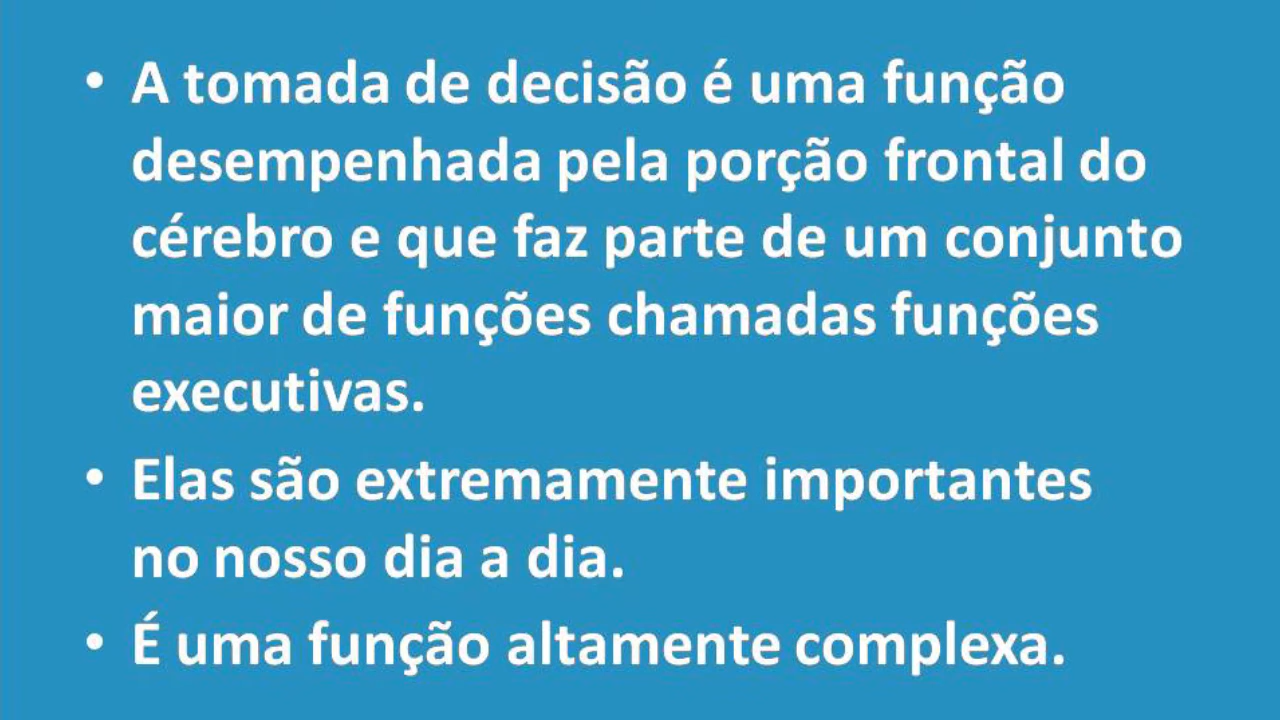 • A tomada de decisão é uma função
desempenhada pela porção frontal do
cérebro e que faz parte de um conjunto
maior de funções chamadas funções
executivas.
• Elas são extremamente importantes
no nosso dia a dia.
• É uma função altamente complexa.